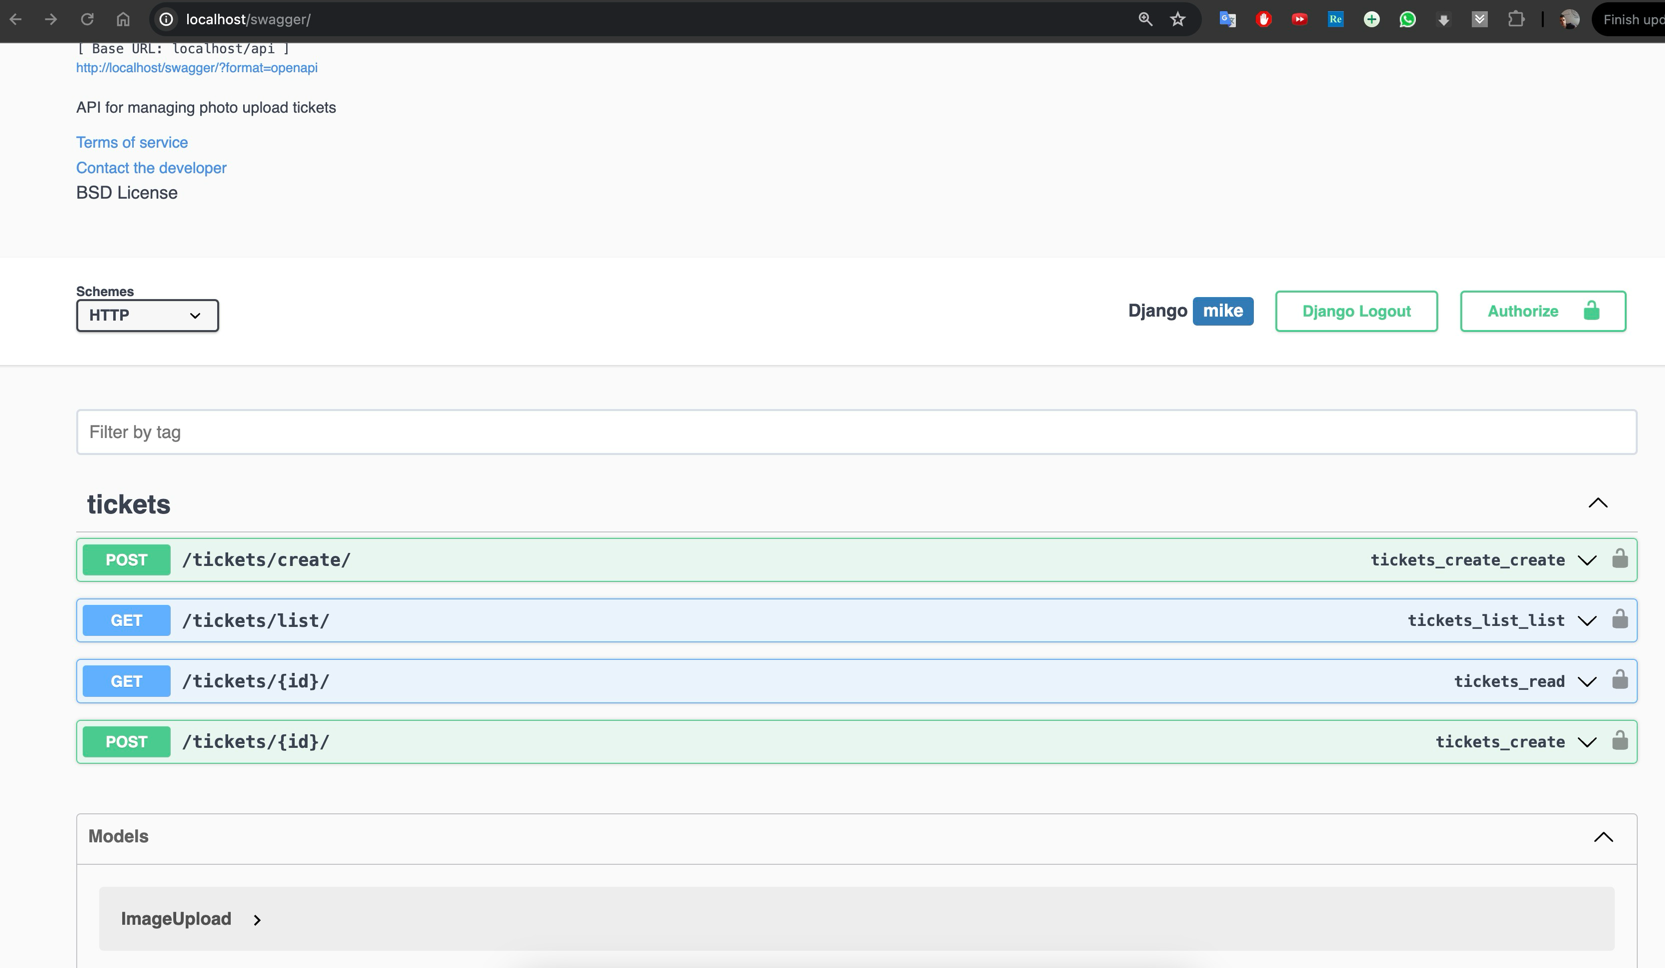 localhost/swagger/
Finish upd
[ Base URL: localhost/api ]
http://localhost/swagger/?format=openapi
API for managing photo upload tickets
Terms of service
Contact the developer
BSD License
Schemes
HTTP
Django mike Django Logout Authorize
Filter by tag
tickets
POST /tickets/create/ tickets_create_create
GET /tickets/list/ tickets_list_list
GET /tickets/{id}/ tickets_read
POST /tickets/{id}/ tickets_create
Models
ImageUpload